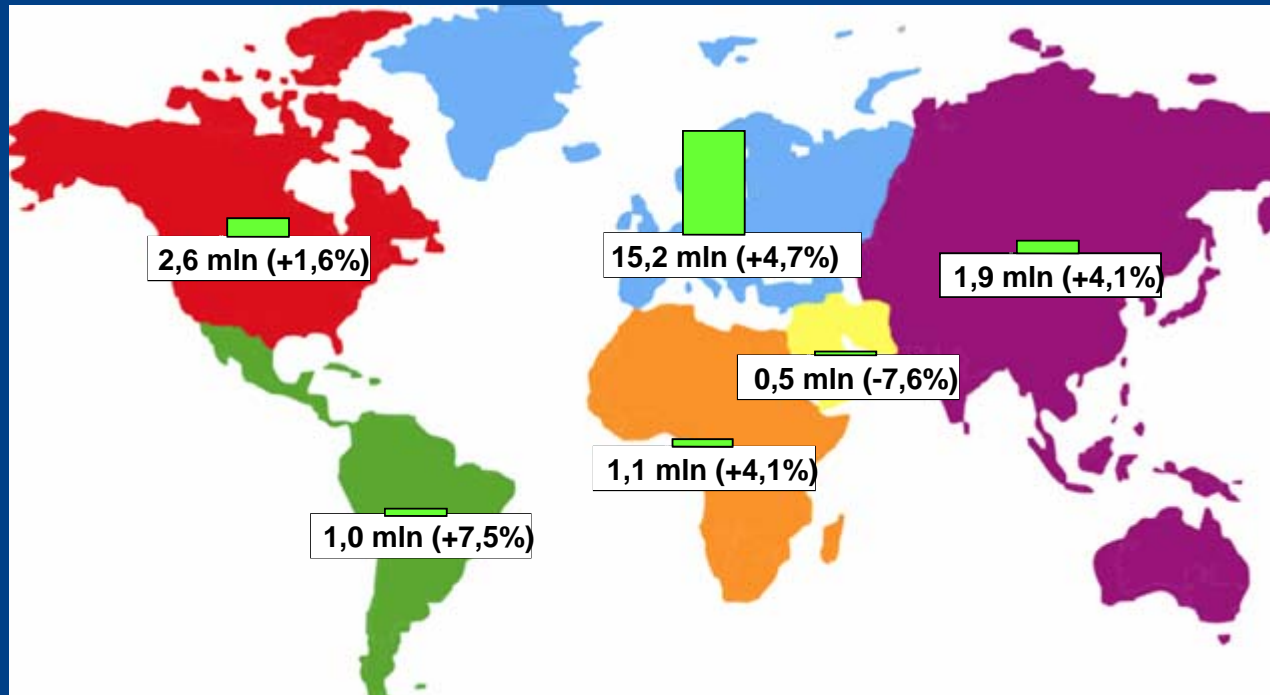 2,6 mln (+1,6%)
15,2 mln (+4,7%)
1,9 mln (+4,1%)
0,5 mln (-7,6%)
1,1 mln (+4,1%)
1,0 mln (+7,5%)